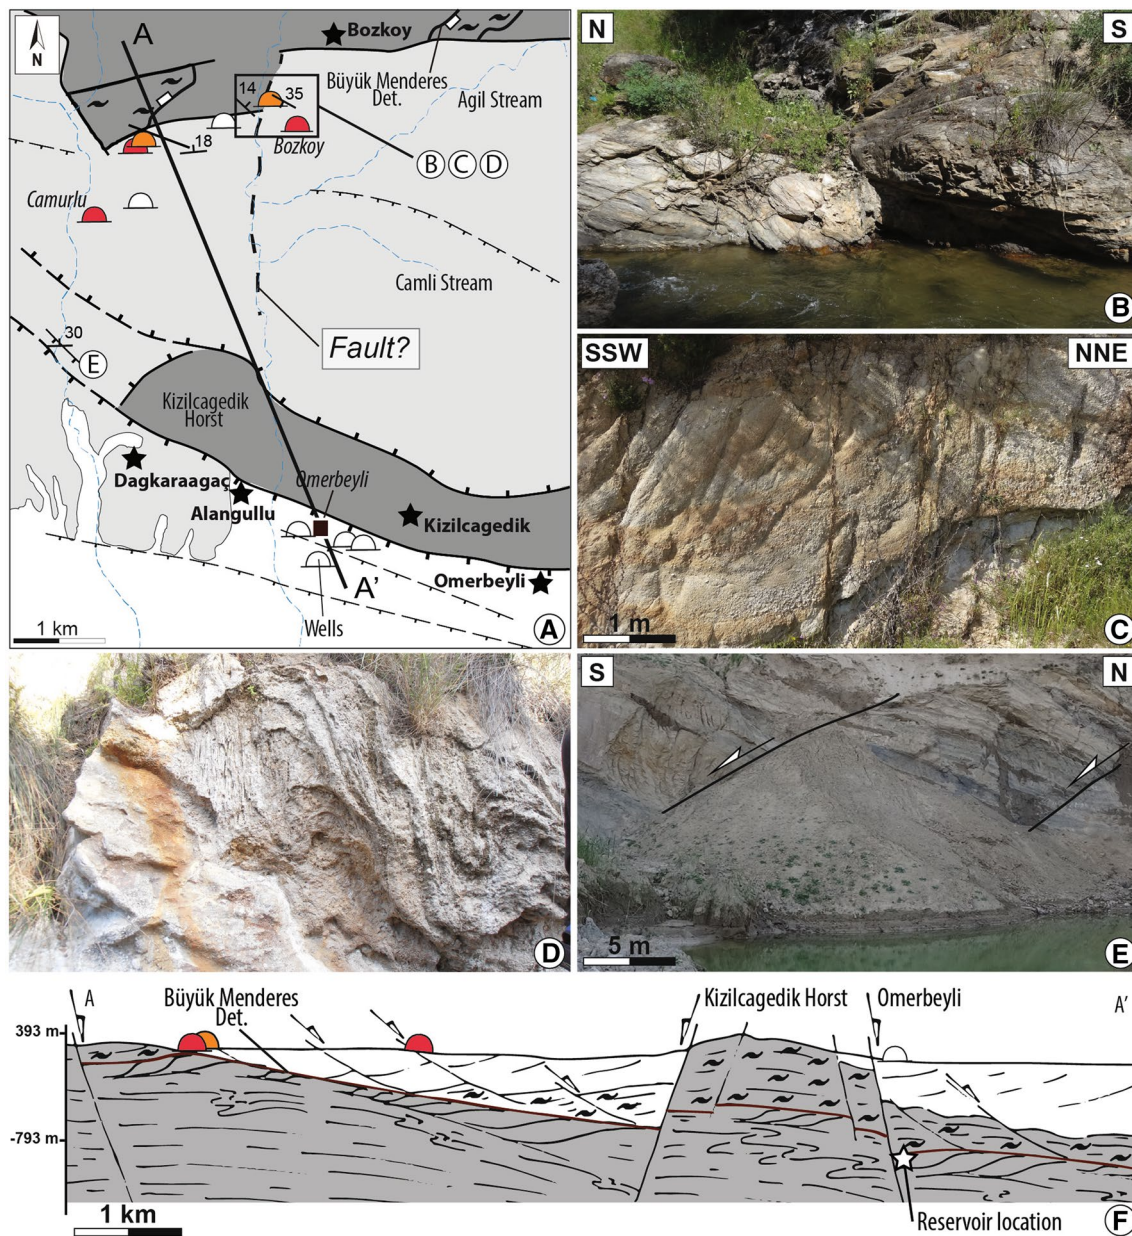 A
N
Bozkoy
Büyük Menderes
Det.
Agil Stream
14
35
18
Bozkoy
B C D
Camurlu
Camli Stream
Fault?
30
E
Kizilcagedik
Horst
Dagkaraagaç
Omerbeyli
Alangullu
Kizilcagedik
A'
Omerbeyli
Wells
1 km
A
N
S
B
SSW
NNE
1 m
C
D
S
N
5 m
E
A
Büyük Menderes
Det.
Kizilcagedik Horst
Omerbeyli
A'
393 m
-793 m
1 km
Reservoir location
F